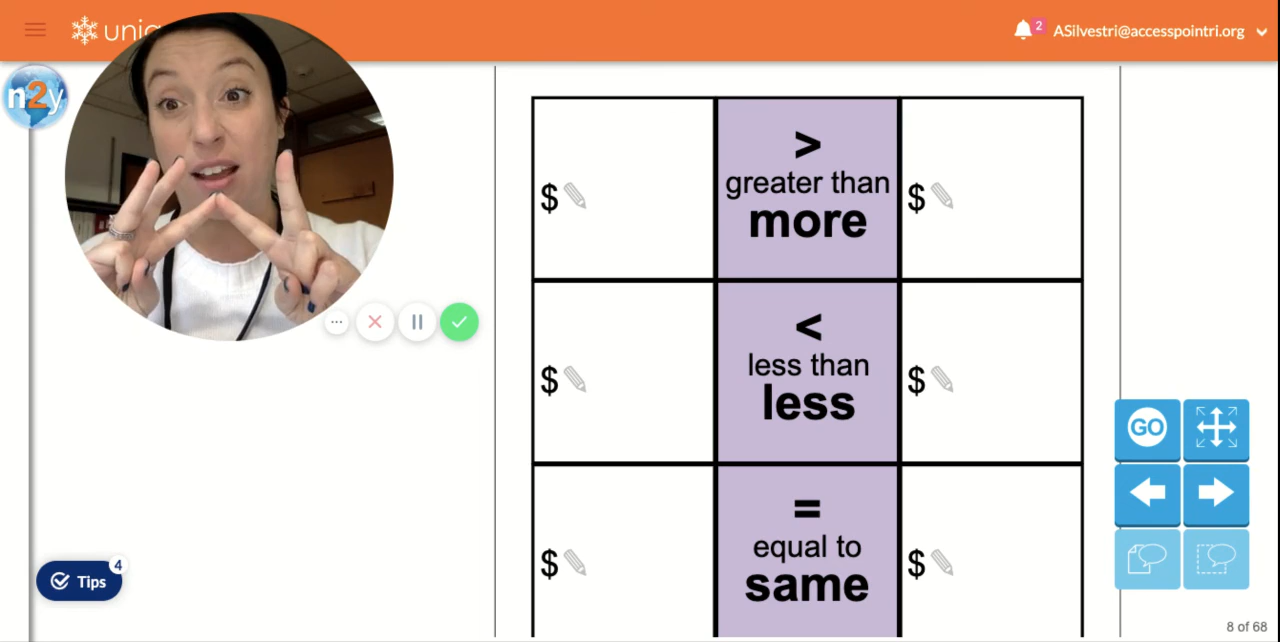 uniq
2
ASilvestri@accesspointri.org
n2y
$
>
greater than
more
$
$
<
less than
less
$
$
=
equal to
same
$
GO
Tips
4
8 of 68